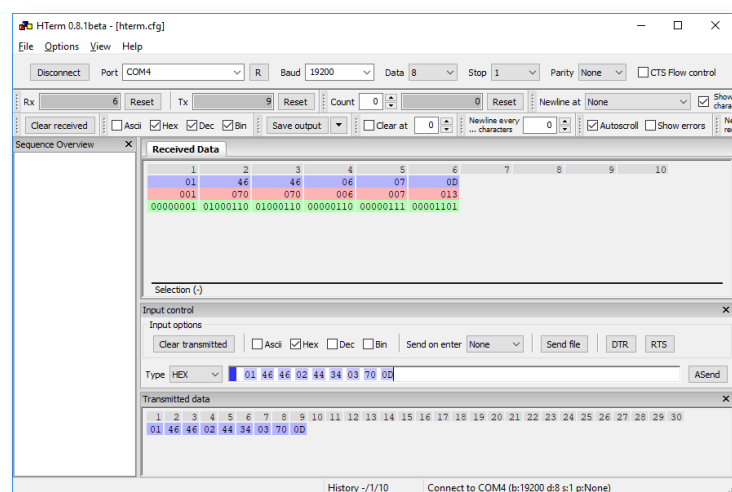 HTerm 0.8.1beta - [hterm.cfg]
File Options View Help
Disconnect Port COM4 R Baud 19200 Data 8 Stop 1 Parity None CTS Flow control
Rx 6 Reset Tx 9 Reset Count 0 0 Reset Newline at None Show
Clear received Ascii Hex Dec Bin Save output Clear at 0 Newline every ... characters 0 Autoscroll Show errors
Sequence Overview X Received Data
1 2 3 4 5 6 7 8 9 10
01 46 46 06 07 0D
001 070 070 006 007 013
00000001 01000110 01000110 00000110 00000111 00001101
Selection (-)
Input control
Input options
Clear transmitted Ascii Hex Dec Bin Send on enter None Send file DTR RTS
Type HEX 01 46 46 02 44 34 03 70 0D ASend
Transmitted data
1 2 3 4 5 6 7 8 9 10 11 12 13 14 15 16 17 18 19 20 21 22 23 24 25 26 27 28 29 30
01 46 46 02 44 34 03 70 0D
History -/1/10 Connect to COM4 (b:19200 d:8 s:1 p:None)